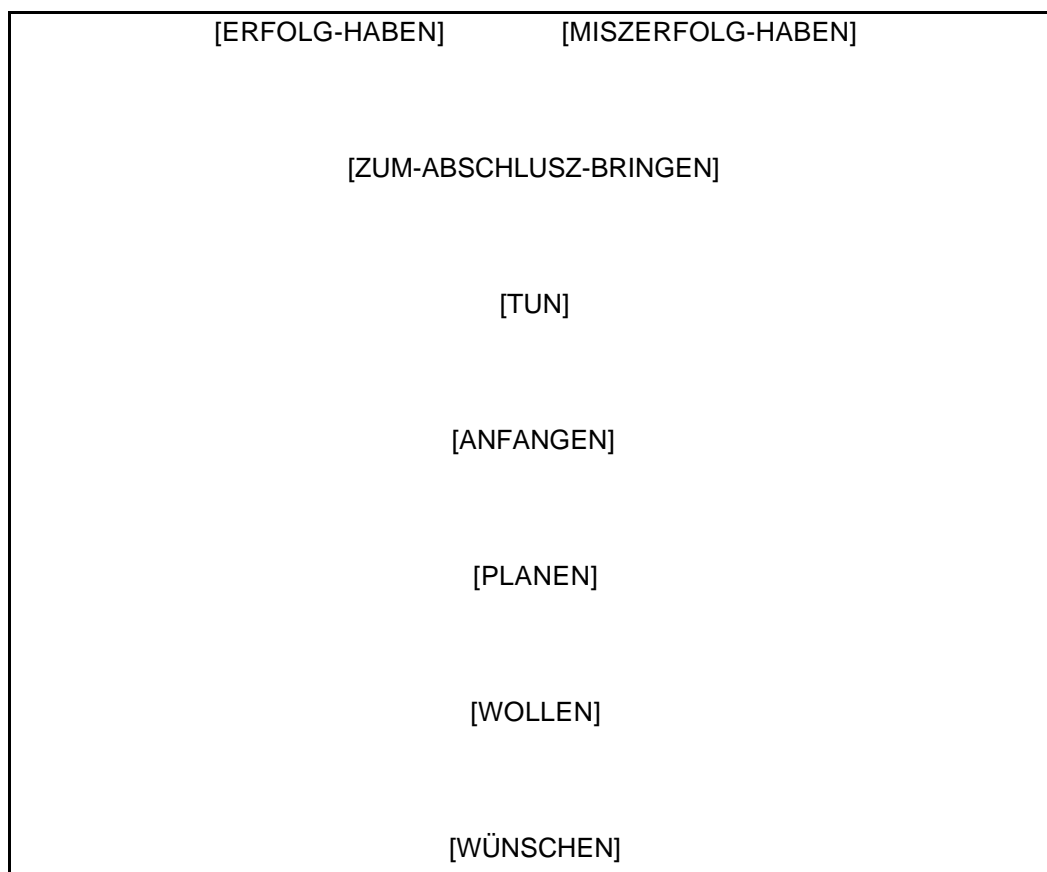 [ERFOLG-HABEN] [MISZERFOLG-HABEN]
[ZUM-ABSCHLUSZ-BRINGEN]
[TUN]
[ANFANGEN]
[PLANEN]
[WOLLEN]
[WÜNSCHEN]